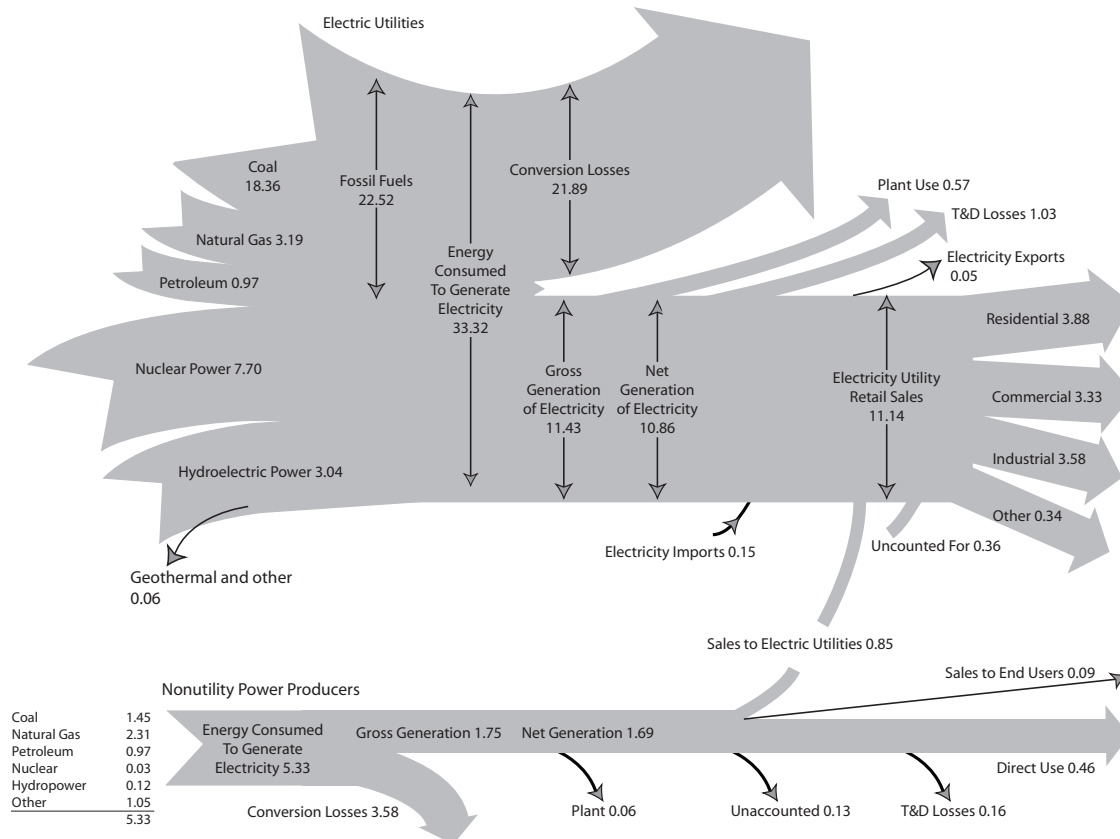 Electric Utilities
Coal
18.36
Fossil Fuels
22.52
Conversion Losses
21.89
Plant Use 0.57
T&D Losses 1.03
Natural Gas 3.19
Energy
Consumed
To Generate
Electricity
33.32
Electricity Exports
0.05
Petroleum 0.97
Residential 3.88
Nuclear Power 7.70
Gross
Generation
of Electricity
11.43
Net
Generation
of Electricity
10.86
Electricity Utility
Retail Sales
11.14
Commercial 3.33
Industrial 3.58
Hydroelectric Power 3.04
Other 0.34
Electricity Imports 0.15
Uncounted For 0.36
Geothermal and other
0.06
Sales to Electric Utilities 0.85
Sales to End Users 0.09
Nonutility Power Producers
Coal 1.45
Natural Gas 2.31
Petroleum 0.97
Nuclear 0.03
Hydropower 0.12
Other 1.05
5.33
Energy Consumed
To Generate
Electricity 5.33
Gross Generation 1.75
Net Generation 1.69
Direct Use 0.46
Conversion Losses 3.58
Plant 0.06
Unaccounted 0.13
T&D Losses 0.16